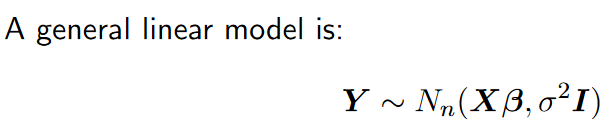 A general linear model is:
Y ∼ Nₙ(Xβ, σ²I)